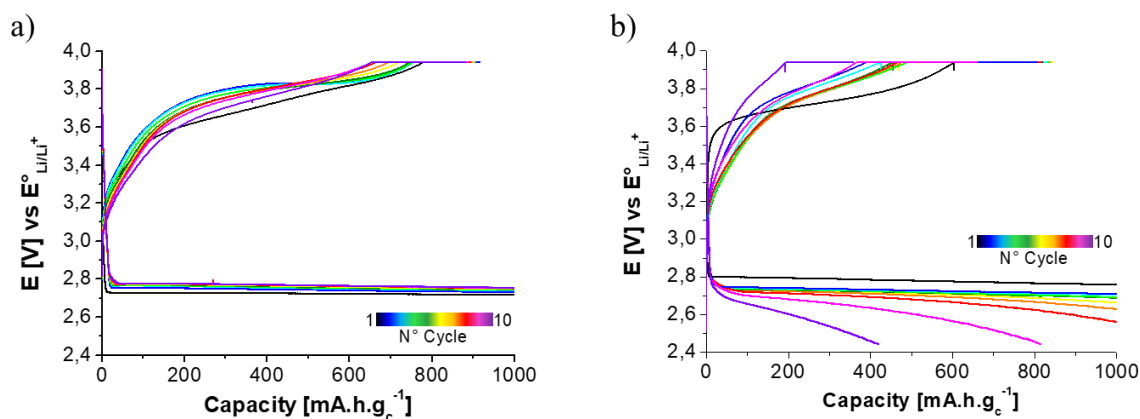 a)
4,0
3,8
3,6
3,4
3,2
3,0
2,8
2,6
2,4
E [V] vs E°Li/Li+
1 10
N° Cycle
0 200 400 600 800 1000
Capacity [mA.h.gc-1]
b)
4,0
3,8
3,6
3,4
3,2
3,0
2,8
2,6
2,4
E [V] vs E°Li/Li+
1 10
N° Cycle
0 200 400 600 800 1000
Capacity [mA.h.gc-1]